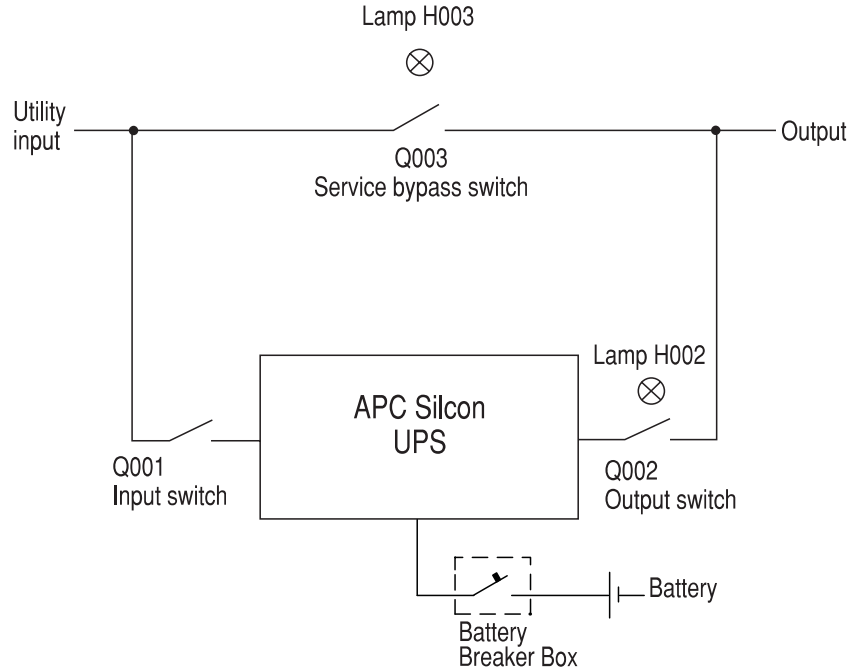 Lamp H003
Utility
input
Output
Q003
Service bypass switch
Lamp H002
APC Silcon
UPS
Q001
Input switch
Q002
Output switch
Battery
Battery
Breaker Box